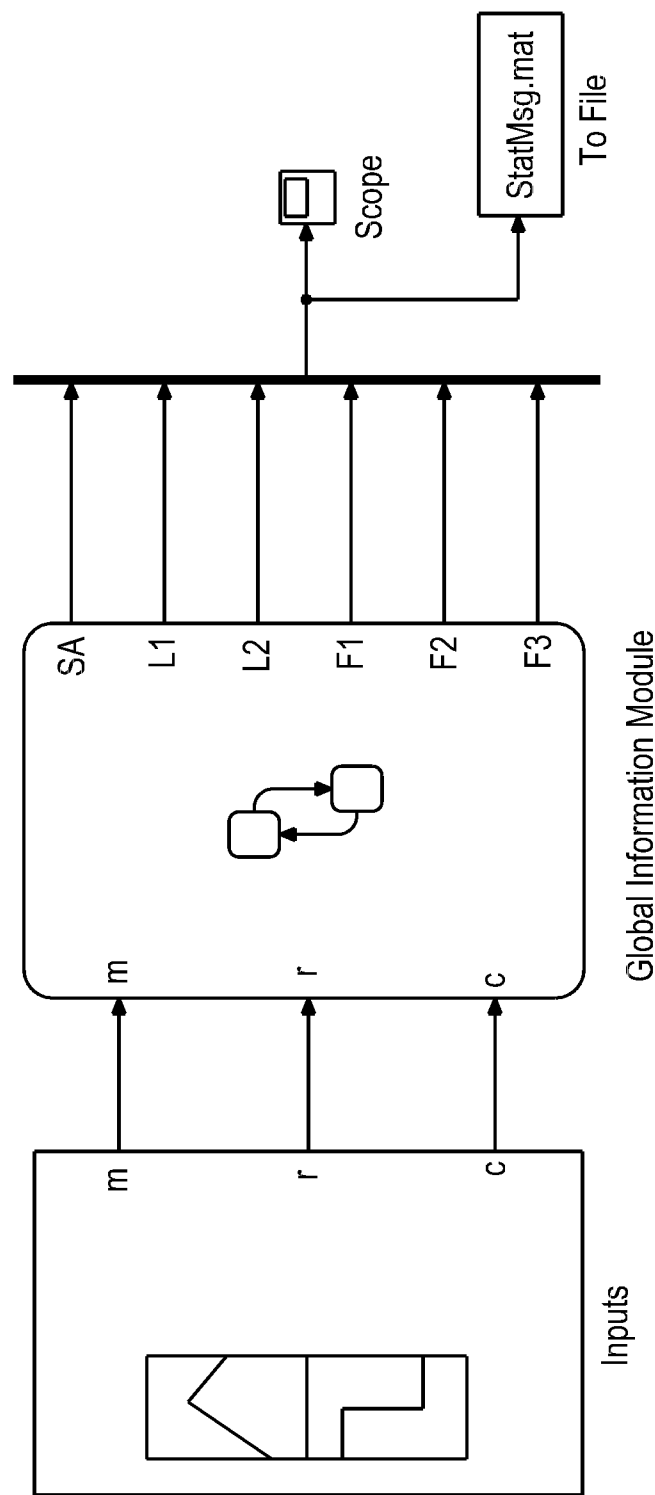 m
r
c
Inputs
m
r
c
SA
L1
L2
F1
F2
F3
Global Information Module
Scope
StatMsg.mat
To File